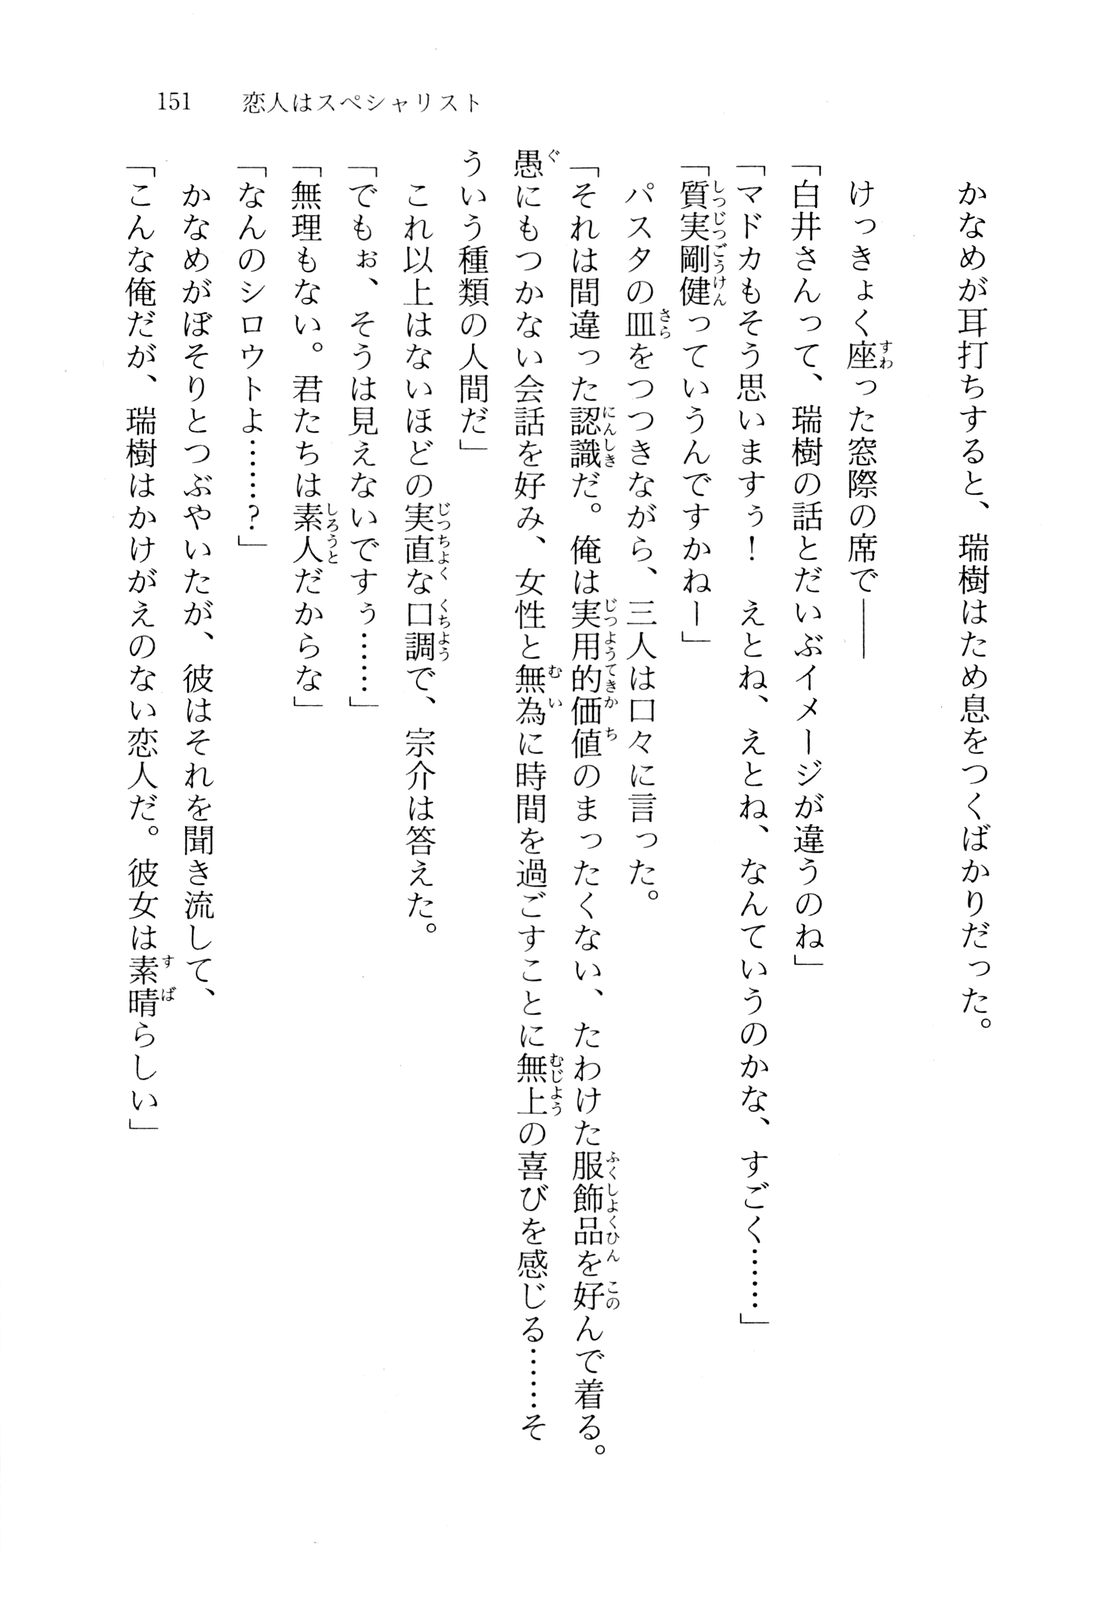 151　恋人はスペシャリスト
　かなめが耳打ちすると、瑞樹はため息をつくばかりだった。
　けっきょく座った窓際の席で――
「白井さんって、瑞樹の話とだいぶイメージが違うのね」
「マドカもそう思いますぅ！　えとね、えとね、なんていうのかな、すごく……」
「質実剛健っていうんですかねー」
　パスタの皿をつつきながら、三人は口々に言った。
「それは間違った認識だ。俺は実用的価値のまったくない、たわけた服飾品を好んで着る。
愚にもつかない会話を好み、女性と無為に時間を過ごすことに無上の喜びを感じる……そ
ういう種類の人間だ」
　これ以上はないほどの実直な口調で、宗介は答えた。
「でもぉ、そうは見えないですぅ……」
「無理もない。君たちは素人だからな」
「なんのシロウトよ……？」
　かなめがぼそりとつぶやいたが、彼はそれを聞き流して、
「こんな俺だが、瑞樹はかけがえのない恋人だ。彼女は素晴らしい」